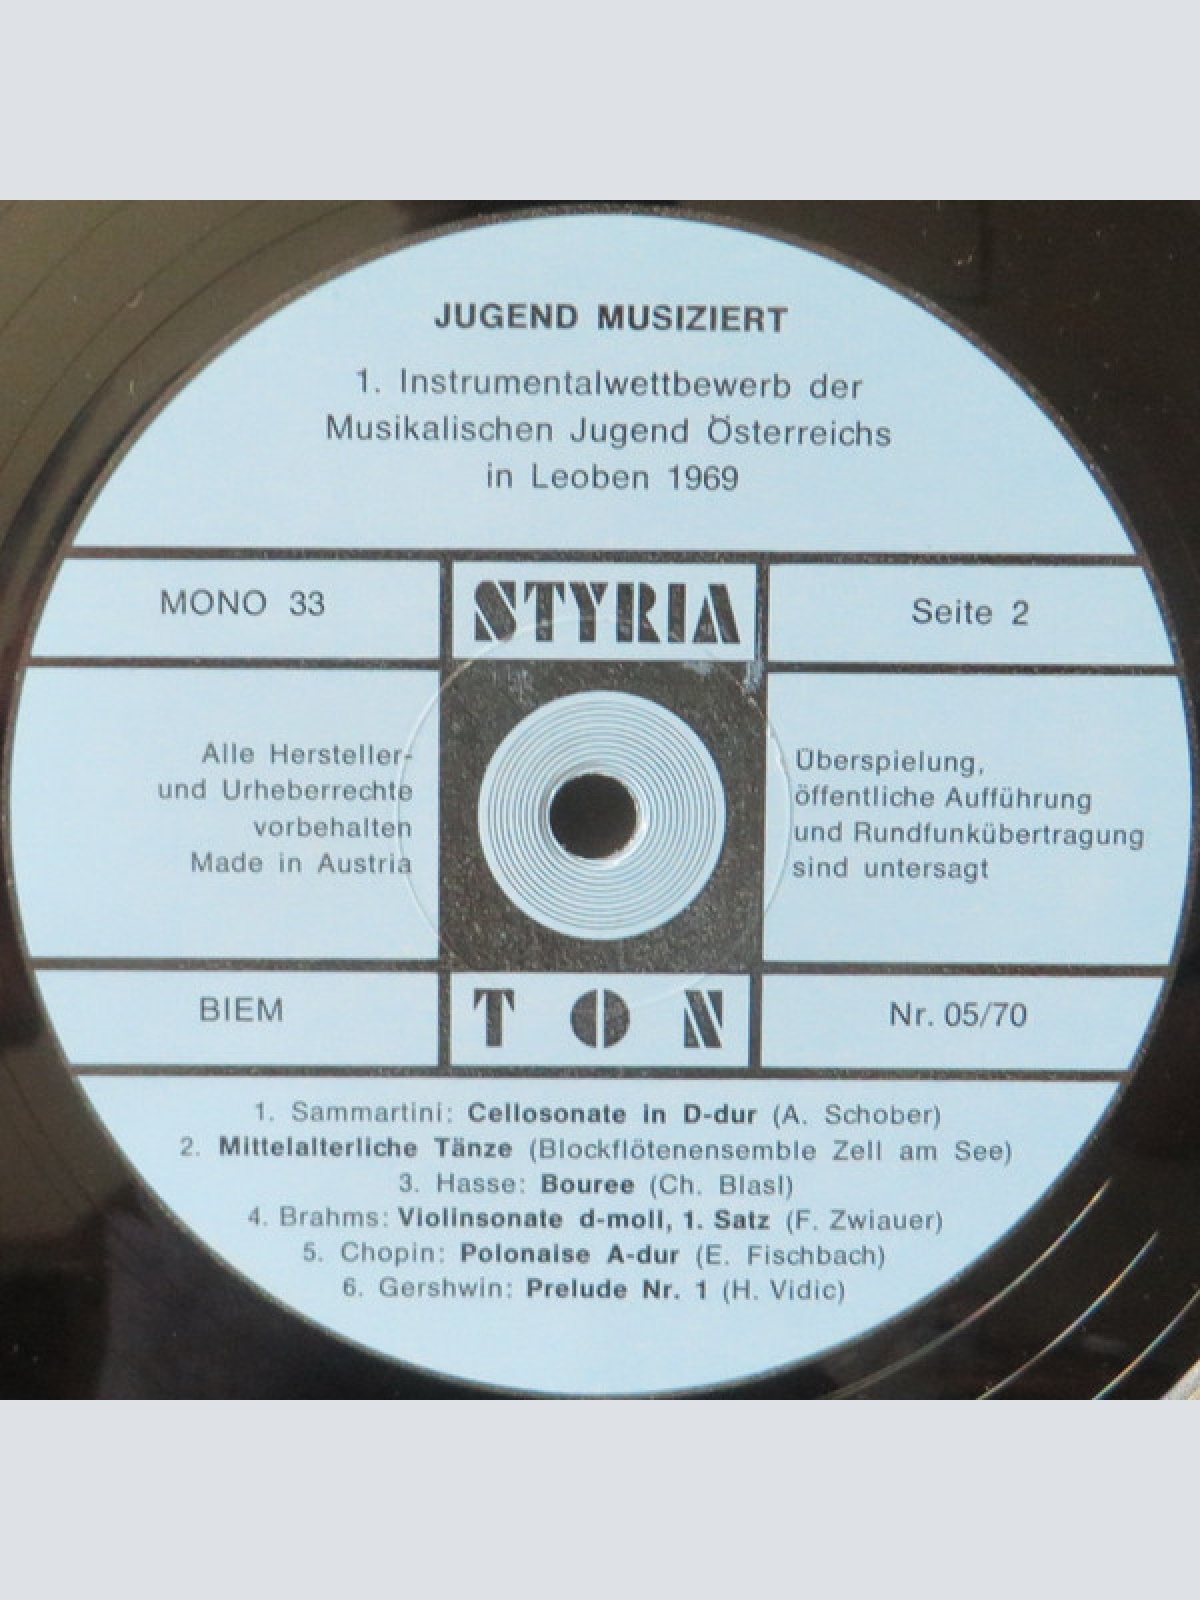 JUGEND MUSIZIERT
1. Instrumentalwettbewerb der
Musikalischen Jugend Österreichs
in Leoben 1969
MONO 33
STYRIA
Seite 2
Alle Hersteller-
und Urheberrechte
vorbehalten
Made in Austria
Überspielung,
öffentliche Aufführung
und Rundfunkübertragung
sind untersagt
BIEM
TON
Nr. 05/70
1. Sammartini: Cellosonate in D-dur (A. Schober)
2. Mittelalterliche Tänze (Blockflötenensemble Zell am See)
3. Hasse: Bouree (Ch. Blasl)
4. Brahms: Violinsonate d-moll, 1. Satz (F. Zwiauer)
5. Chopin: Polonaise A-dur (E. Fischbach)
6. Gershwin: Prelude Nr. 1 (H. Vidic)